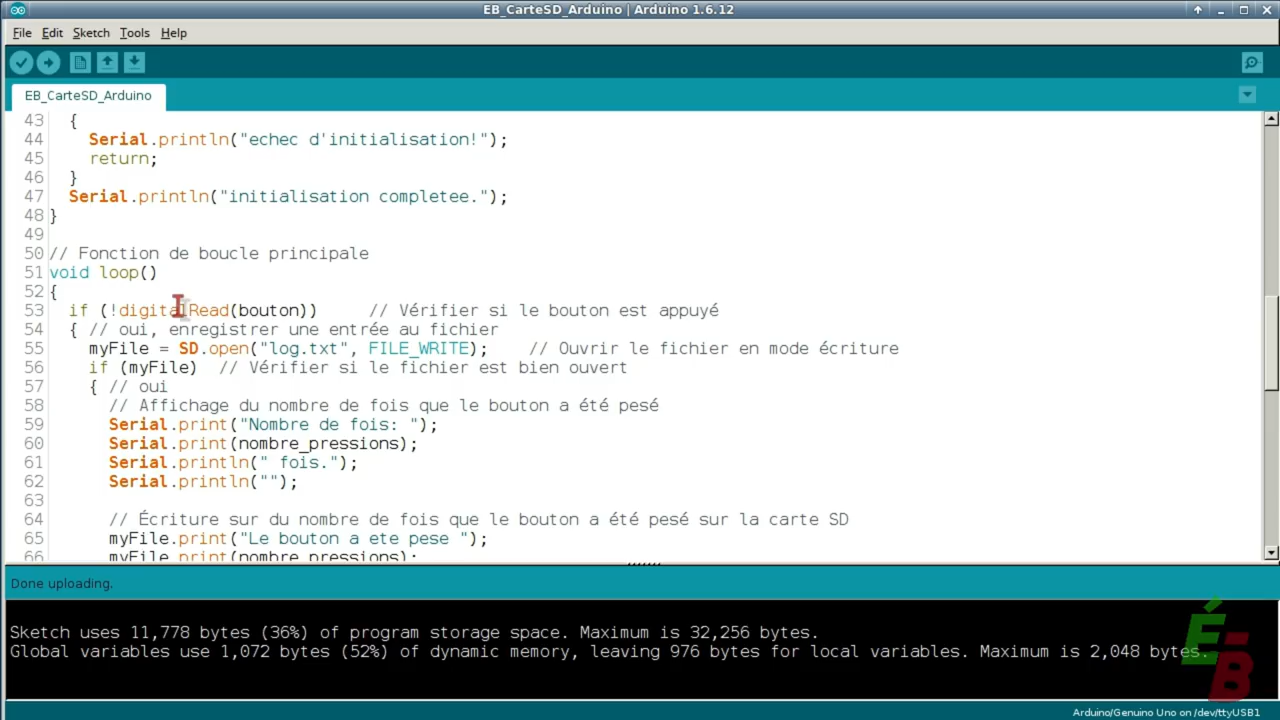 EB_CarteSD_Arduino | Arduino 1.6.12
File Edit Sketch Tools Help
EB_CarteSD_Arduino
43 {
44 Serial.println("echec d'initialisation!");
45 return;
46 }
47 Serial.println("initialisation completee.");
48 }
49
50 // Fonction de boucle principale
51 void loop()
52 {
53 if (!digitalRead(bouton)) // Vérifier si le bouton est appuyé
54 { // oui, enregistrer une entrée au fichier
55 myFile = SD.open("log.txt", FILE_WRITE); // Ouvrir le fichier en mode écriture
56 if (myFile) // Vérifier si le fichier est bien ouvert
57 { // oui
58 // Affichage du nombre de fois que le bouton a été pesé
59 Serial.print("Nombre de fois: ");
60 Serial.print(nombre_pressions);
61 Serial.println(" fois.");
62 Serial.println("");
63
64 // Écriture sur du nombre de fois que le bouton a été pesé sur la carte SD
65 myFile.print("Le bouton a ete pese ");
66 myFile.print(nombre_pressions);
Done uploading.
Sketch uses 11,778 bytes (36%) of program storage space. Maximum is 32,256 bytes.
Global variables use 1,072 bytes (52%) of dynamic memory, leaving 976 bytes for local variables. Maximum is 2,048 bytes.
É-B
Arduino/Genuino Uno on /dev/ttyUSB1